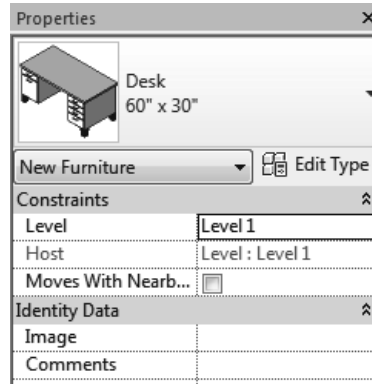 Properties
Desk
60" x 30"
New Furniture
Edit Type
Constraints
Level Level 1
Host Level : Level 1
Moves With Nearb...
Identity Data
Image
Comments